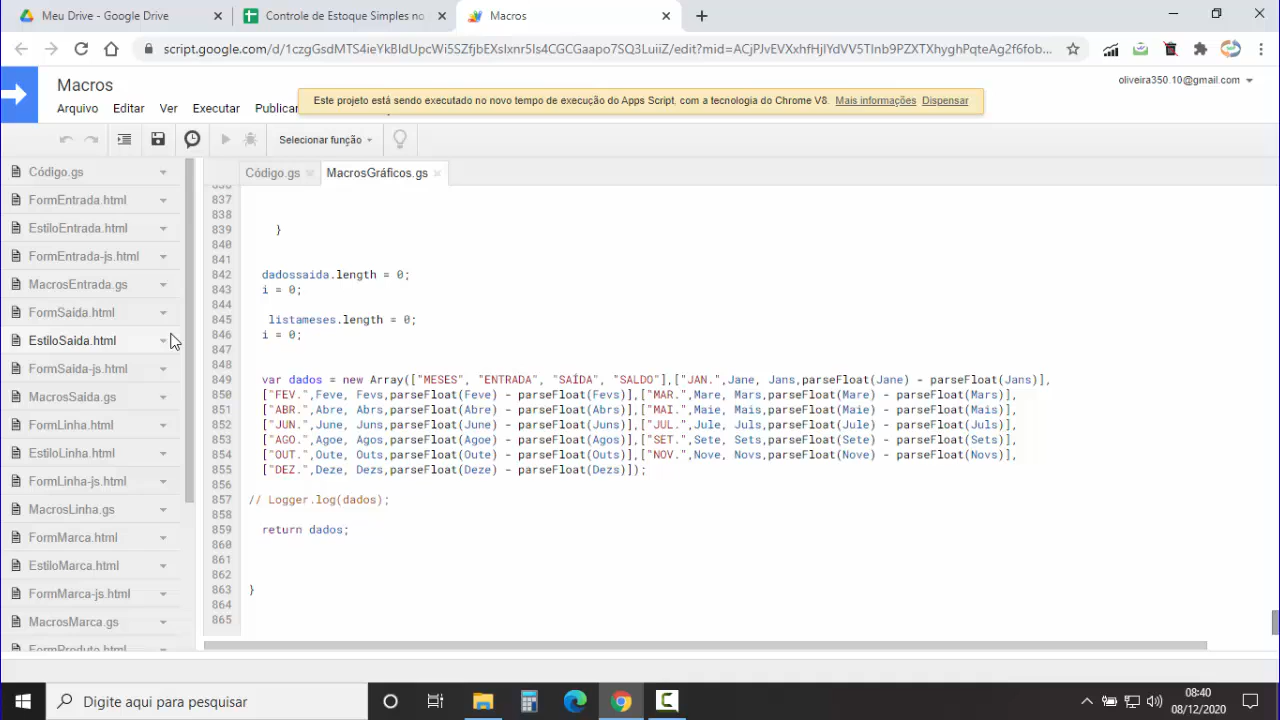 Meu Drive - Google Drive
Controle de Estoque Simples no
Macros
script.google.com/d/1czgGsdMTS4ieYkBIdUpcWi5SZfjbEXsIxnr5Is4CGCGaapo7SQ3LuiiZ/edit?mid=ACjPJvEVXxhfHjIYdVV5TInb9PZXTXhyghPqteAg2f6fob...
Macros
oliveira350.10@gmail.com
Arquivo Editar Ver Executar Publicar
Este projeto está sendo executado no novo tempo de execução do Apps Script, com a tecnologia do Chrome V8. Mais informações Dispensar
Selecionar função
Código.gs
FormEntrada.html
EstiloEntrada.html
FormEntrada-js.html
MacrosEntrada.gs
FormSaida.html
EstiloSaida.html
FormSaida-js.html
MacrosSaida.gs
FormLinha.html
EstiloLinha.html
FormLinha-js.html
MacrosLinha.gs
FormMarca.html
EstiloMarca.html
FormMarca-js.html
MacrosMarca.gs
FormProduto.html
Código.gs
MacrosGráficos.gs
836
837
838
839 }
840
841
842 dadossaida.length = 0;
843 i = 0;
844
845 listameses.length = 0;
846 i = 0;
847
848
849 var dados = new Array(["MESES", "ENTRADA", "SAÍDA", "SALDO"],["JAN.",Jane, Jans,parseFloat(Jane) - parseFloat(Jans)],
850 ["FEV.",Feve, Fevs,parseFloat(Feve) - parseFloat(Fevs)],["MAR.",Mare, Mars,parseFloat(Mare) - parseFloat(Mars)],
851 ["ABR.",Abre, Abrs,parseFloat(Abre) - parseFloat(Abrs)],["MAI.",Maie, Mais,parseFloat(Maie) - parseFloat(Mais)],
852 ["JUN.",June, Juns,parseFloat(June) - parseFloat(Juns)],["JUL.",Jule, Juls,parseFloat(Jule) - parseFloat(Juls)],
853 ["AGO.",Agoe, Agos,parseFloat(Agoe) - parseFloat(Agos)],["SET.",Sete, Sets,parseFloat(Sete) - parseFloat(Sets)],
854 ["OUT.",Oute, Outs,parseFloat(Oute) - parseFloat(Outs)],["NOV.",Nove, Novs,parseFloat(Nove) - parseFloat(Novs)],
855 ["DEZ.",Deze, Dezs,parseFloat(Deze) - parseFloat(Dezs)]);
856
857 // Logger.log(dados);
858
859 return dados;
860
861
862
863 }
864
865
Digite aqui para pesquisar
08:40
08/12/2020